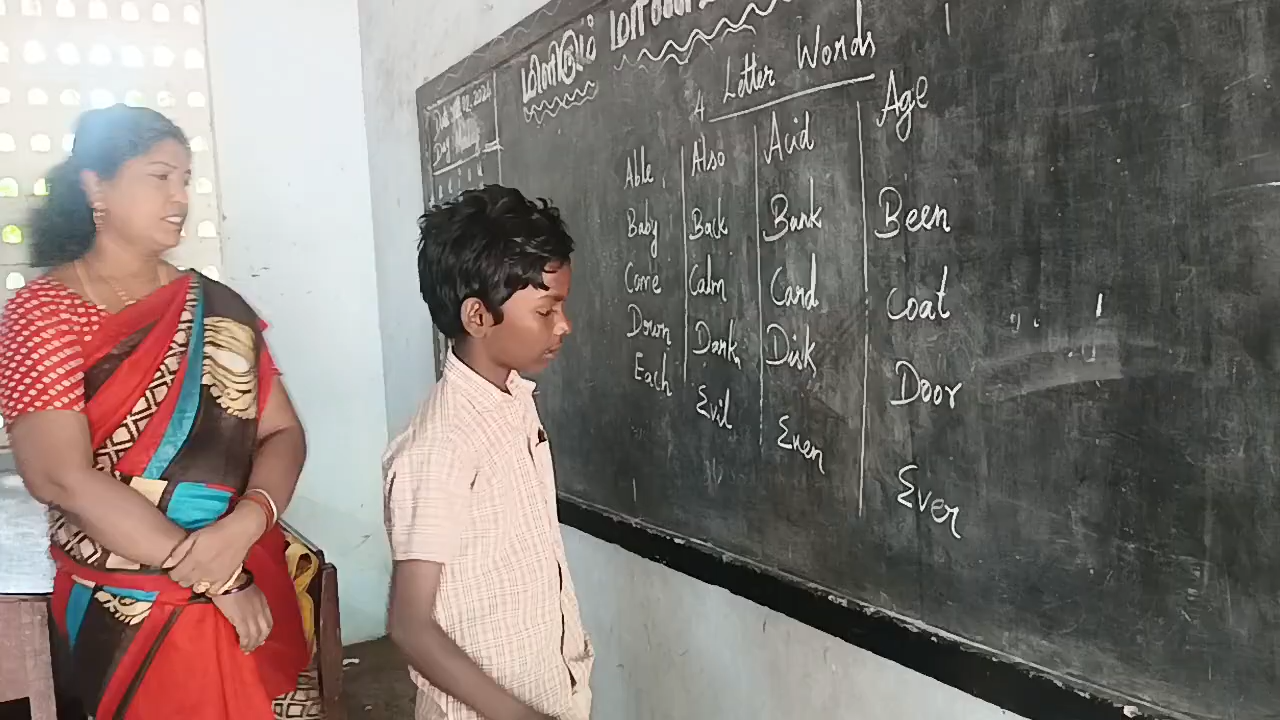 மிளிரும்
4 Letter Words
Able Also Acid Age
Baby Back Bank Been
Come Calm Card Coat
Down Dark Disk Door
Each Evil Even Ever